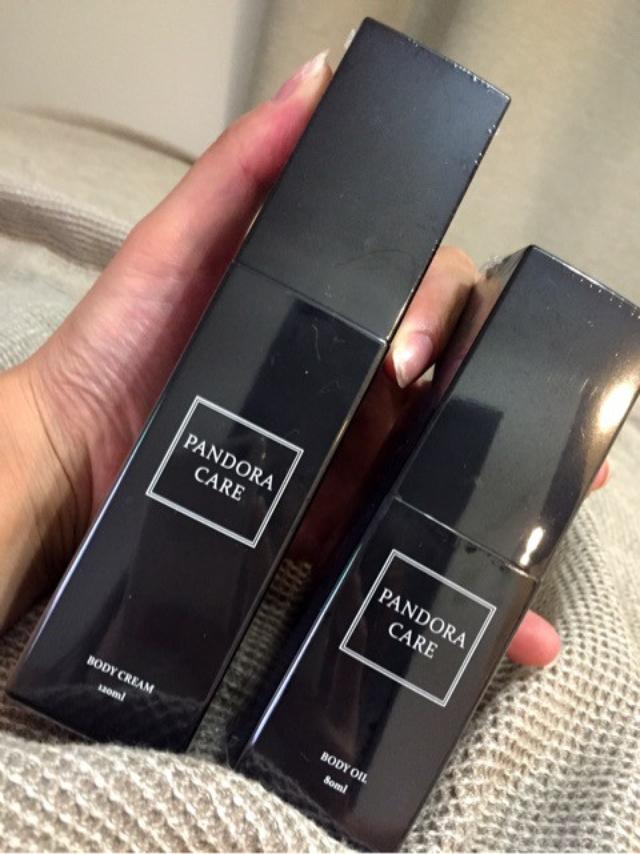 PANDORA
CARE
BODY CREAM
120ml
PANDORA
CARE
BODY OIL
80ml